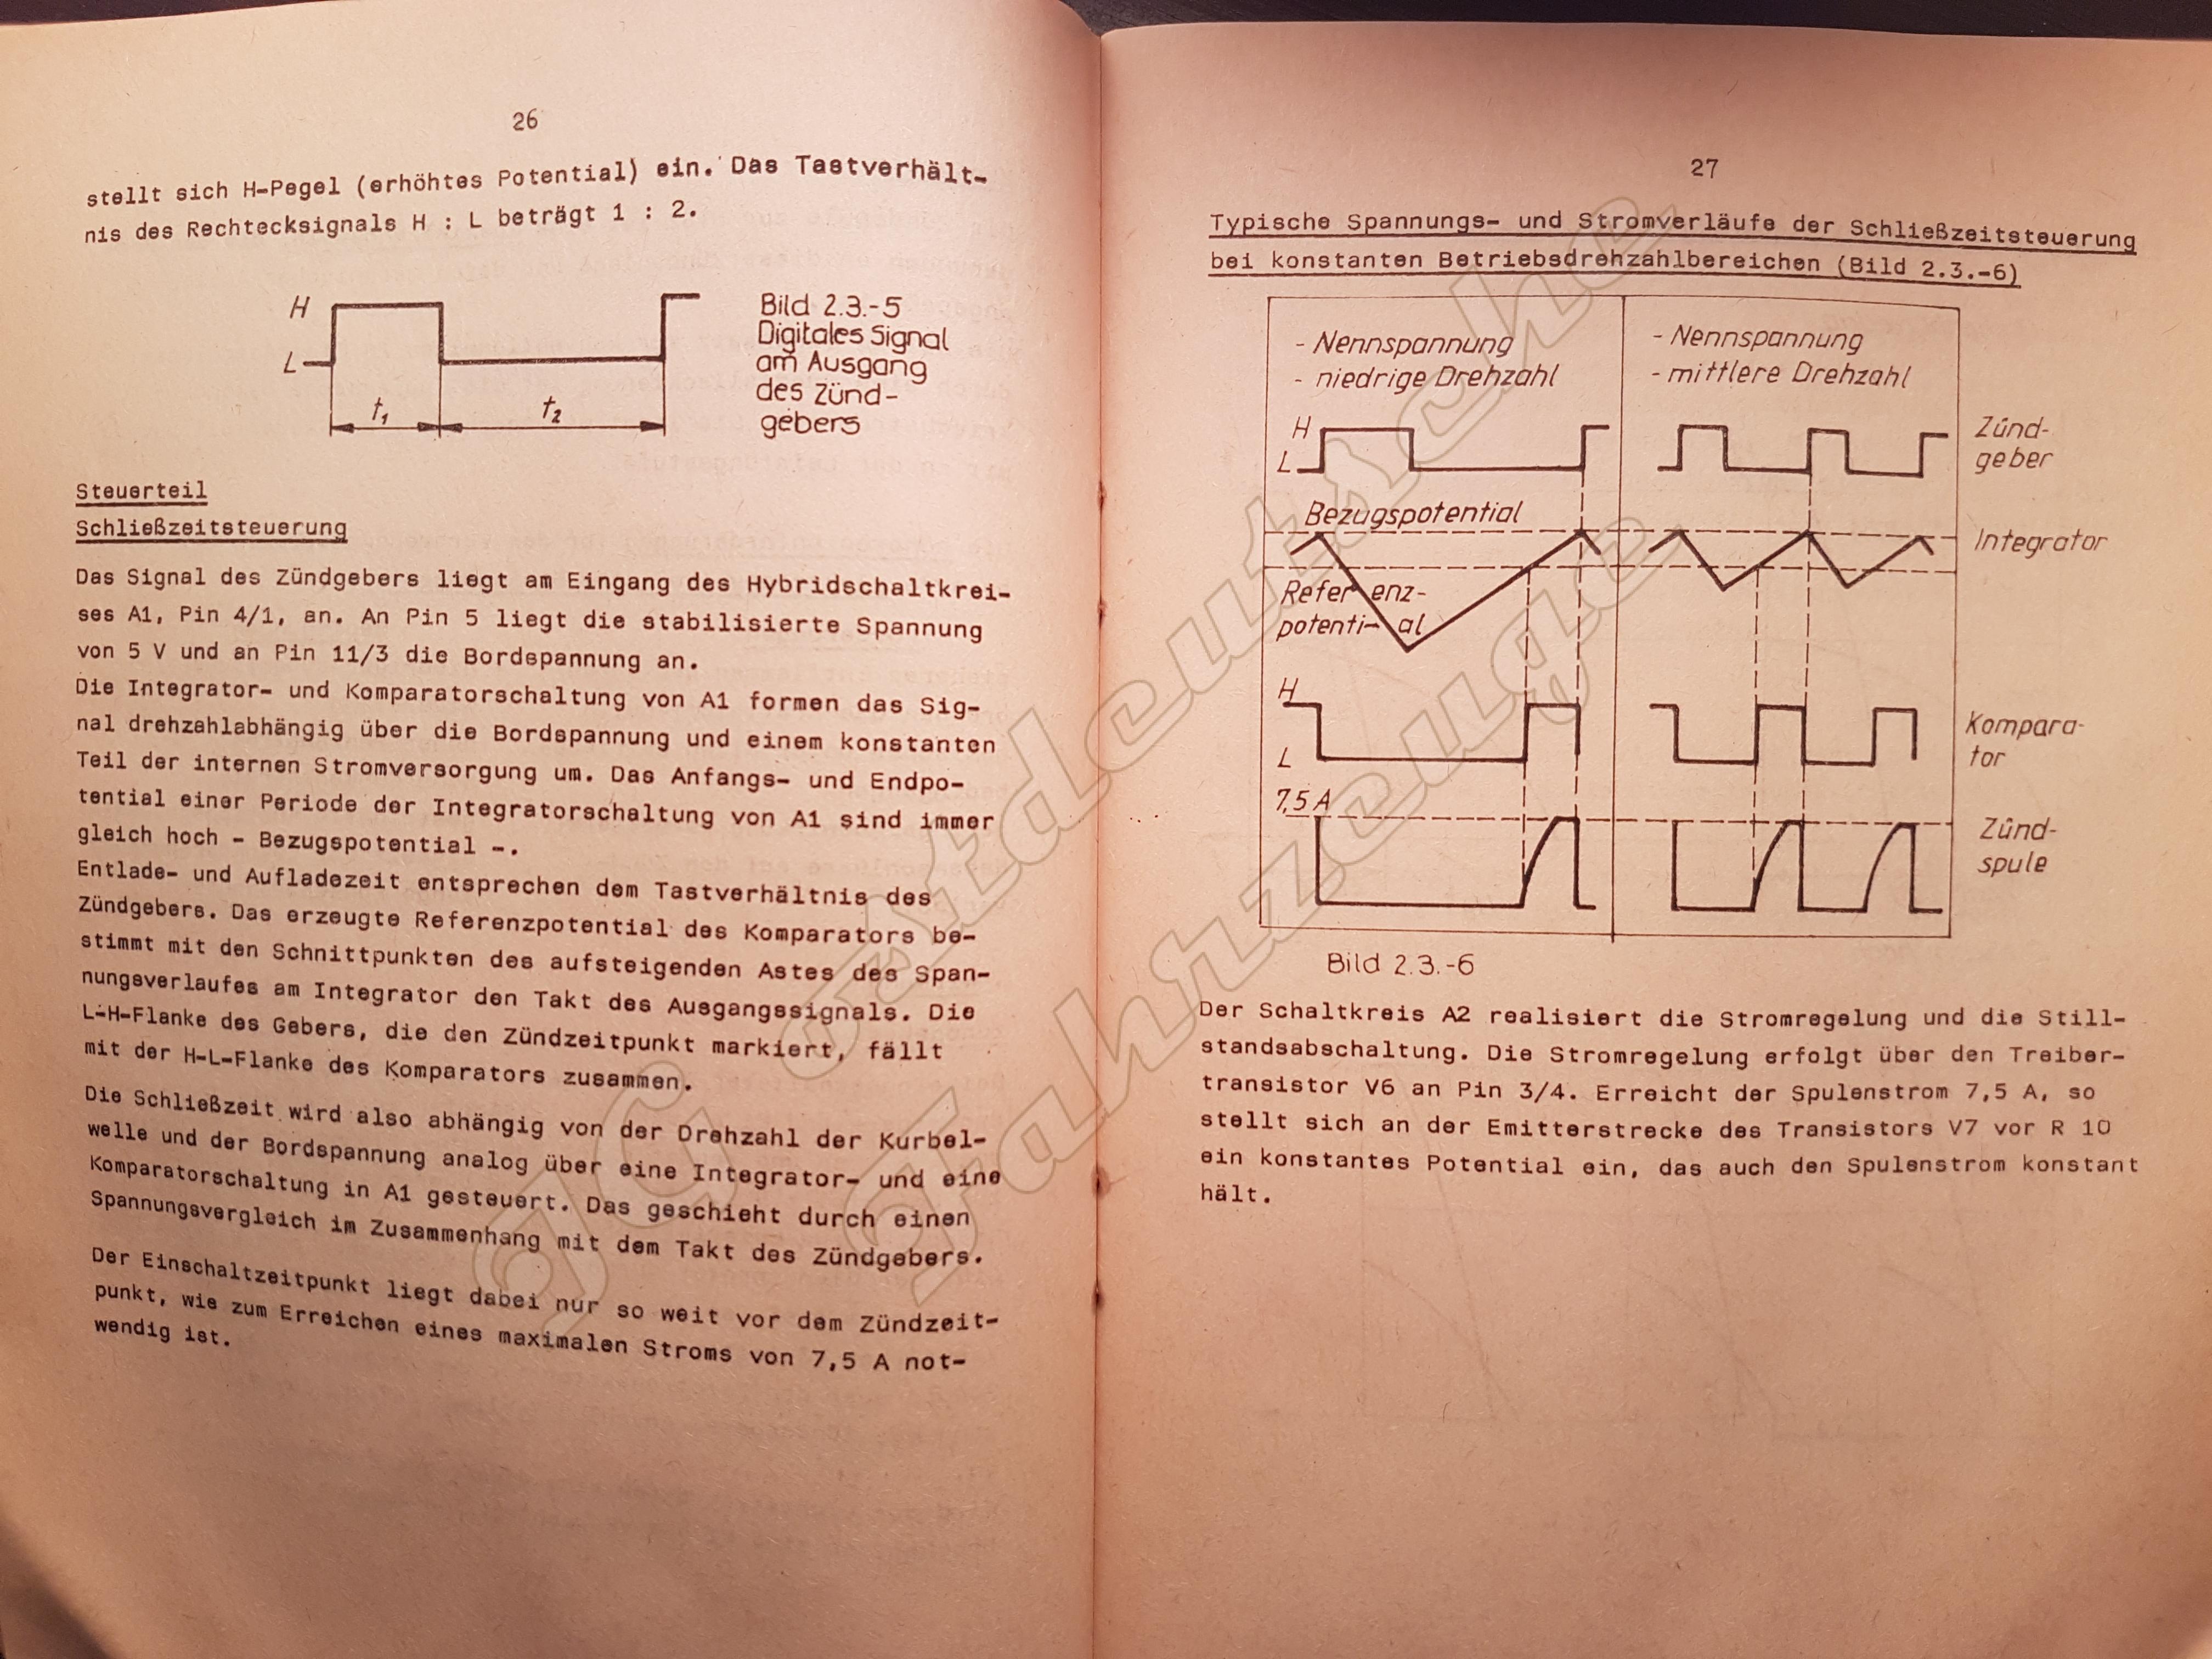 26
stellt sich H-Pegel (erhöhtes Potential) ein. Das Tastverhält-
nis des Rechtecksignals H : L beträgt 1 : 2.
H
L
t₁
t₂
Bild 2.3.-5
Digitales Signal
am Ausgang
des Zünd-
gebers
Steuerteil
Schließzeitsteuerung
Das Signal des Zündgebers liegt am Eingang des Hybridschaltkrei-
ses A1, Pin 4/1, an. An Pin 5 liegt die stabilisierte Spannung
von 5 V und an Pin 11/3 die Bordspannung an.
Die Integrator- und Komparatorschaltung von A1 formen das Sig-
nal drehzahlabhängig über die Bordspannung und einem konstanten
Teil der internen Stromversorgung um. Das Anfangs- und Endpo-
tential einer Periode der Integratorschaltung von A1 sind immer
gleich hoch - Bezugspotential -.
Entlade- und Aufladezeit entsprechen dem Tastverhältnis des
Zündgebers. Das erzeugte Referenzpotential des Komparators be-
stimmt mit den Schnittpunkten des aufsteigenden Astes des Span-
nungsverlaufes am Integrator den Takt des Ausgangssignals. Die
L-H-Flanke des Gebers, die den Zündzeitpunkt markiert, fällt
mit der H-L-Flanke des Komparators zusammen.
Die Schließzeit wird also abhängig von der Drehzahl der Kurbel-
welle und der Bordspannung analog über eine Integrator- und eine
Komparatorschaltung in A1 gesteuert. Das geschieht durch einen
Spannungsvergleich im Zusammenhang mit dem Takt des Zündgebers.
Der Einschaltzeitpunkt liegt dabei nur so weit vor dem Zündzeit-
punkt, wie zum Erreichen eines maximalen Stroms von 7,5 A not-
wendig ist.
27
Typische Spannungs- und Stromverläufe der Schließzeitsteuerung
bei konstanten Betriebsdrehzahlbereichen (Bild 2.3.-6)
- Nennspannung
- niedrige Drehzahl
- Nennspannung
- mittlere Drehzahl
H
L
Zünd-
geber
Bezugspotential
Integrator
Referenz-
potenti-al
H
L
Kompara-
tor
7,5 A
Zünd-
spule
Bild 2.3.-6
Der Schaltkreis A2 realisiert die Stromregelung und die Still-
standsabschaltung. Die Stromregelung erfolgt über den Treiber-
transistor V6 an Pin 3/4. Erreicht der Spulenstrom 7,5 A, so
stellt sich an der Emitterstrecke des Transistors V7 vor R 10
ein konstantes Potential ein, das auch den Spulenstrom konstant
hält.
IG Ostdeutsche
Fahrzeuge